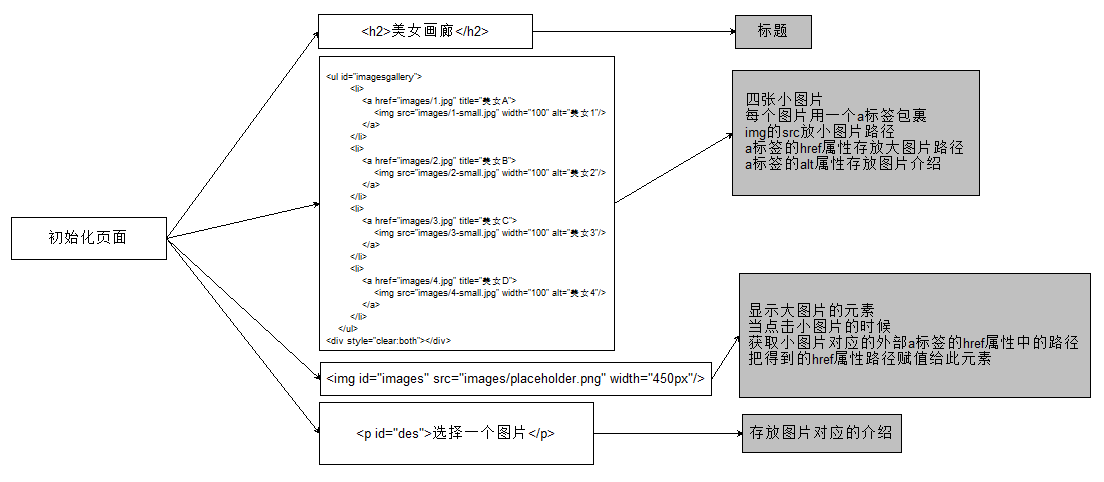 初始化页面
<h2>美女画廊</h2>
标题
<ul id="imagesgallery">
<li>
<a href="images/1.jpg" title="美女A">
<img src="images/1-small.jpg" width="100" alt="美女1"/>
</a>
</li>
<li>
<a href="images/2.jpg" title="美女B">
<img src="images/2-small.jpg" width="100" alt="美女2"/>
</a>
</li>
<li>
<a href="images/3.jpg" title="美女C">
<img src="images/3-small.jpg" width="100" alt="美女3"/>
</a>
</li>
<li>
<a href="images/4.jpg" title="美女D">
<img src="images/4-small.jpg" width="100" alt="美女4"/>
</a>
</li>
</ul>
<div style="clear:both"></div>
四张小图片
每个图片用一个a标签包裹
img的src放小图片路径
a标签的href属性存放大图片路径
a标签的alt属性存放图片介绍
<img id="images" src="images/placeholder.png" width="450px"/>
显示大图片的元素
当点击小图片的时候
获取小图片对应的外部a标签的href属性中的路径
把得到的href属性路径赋值给此元素
<p id="des">选择一个图片</p>
存放图片对应的介绍